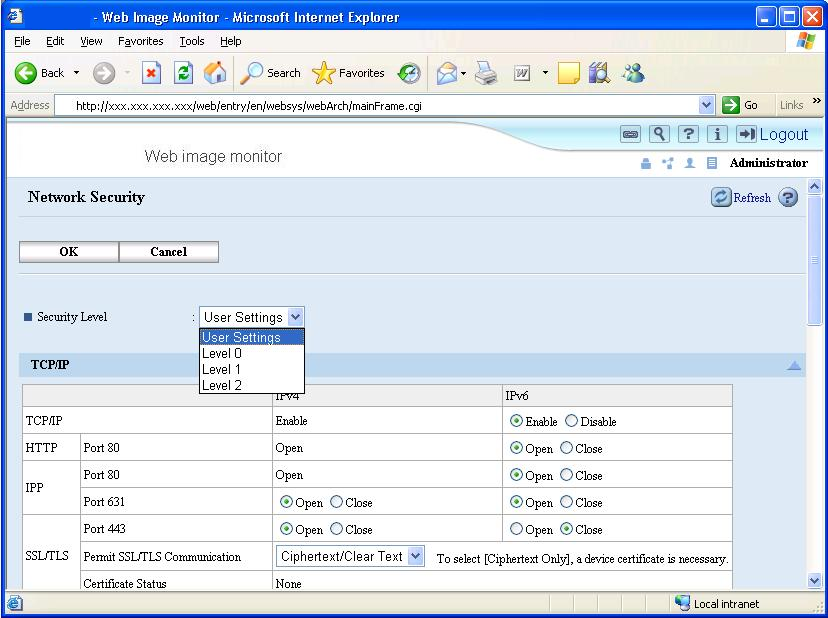 - Web Image Monitor - Microsoft Internet Explorer
File Edit View Favorites Tools Help
Back Search Favorites W
Address http://xxx.xxx.xxx.xxx/web/entry/en/websys/webArch/mainFrame.cgi Go Links »
? i Logout
Web image monitor
Administrator
Network Security
Refresh ?
OK Cancel
Security Level : User Settings
User Settings
Level 0
Level 1
Level 2
TCP/IP
IPv4 IPv6
TCP/IP Enable Enable Disable
HTTP Port 80 Open Open Close
IPP Port 80 Open Open Close
Port 631 Open Close Open Close
SSL/TLS Port 443 Open Close Open Close
Permit SSL/TLS Communication Ciphertext/Clear Text To select [Ciphertext Only], a device certificate is necessary.
Certificate Status None
Local intranet